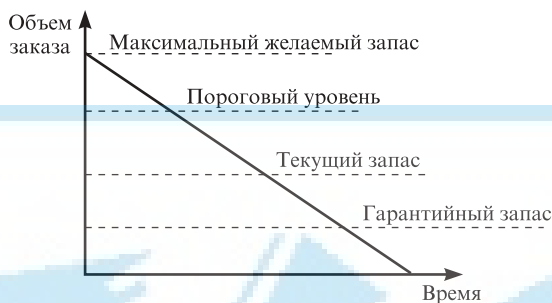 Объем
заказа
Максимальный желаемый запас
Пороговый уровень
Текущий запас
Гарантийный запас
Время